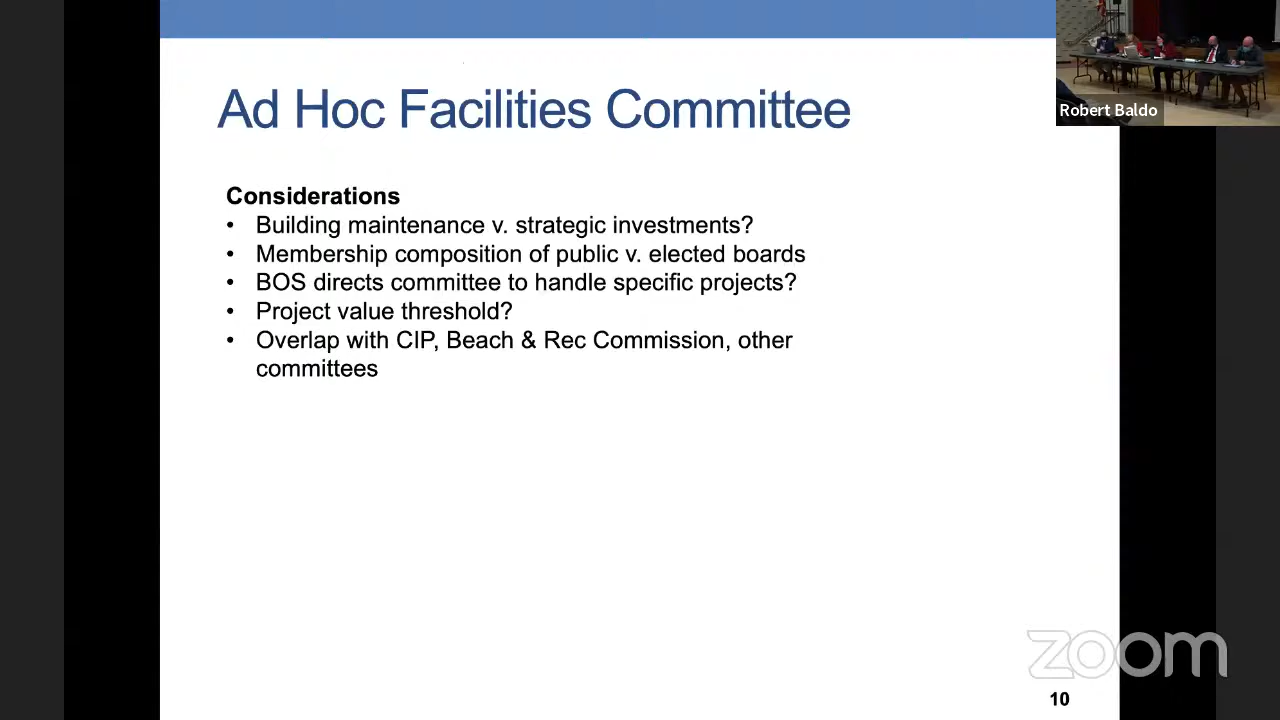 Ad Hoc Facilities Committee
Robert Baldo
Considerations
• Building maintenance v. strategic investments?
• Membership composition of public v. elected boards
• BOS directs committee to handle specific projects?
• Project value threshold?
• Overlap with CIP, Beach & Rec Commission, other
committees
zoom
10